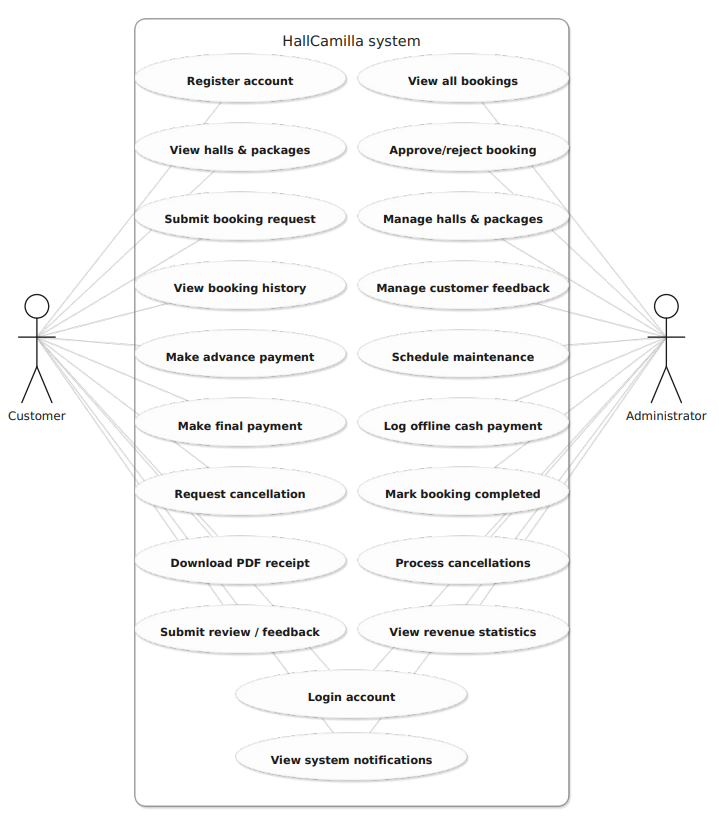 HallCamilla system
Register account
View all bookings
View halls & packages
Approve/reject booking
Submit booking request
Manage halls & packages
View booking history
Manage customer feedback
Make advance payment
Schedule maintenance
Customer
Administrator
Make final payment
Log offline cash payment
Request cancellation
Mark booking completed
Download PDF receipt
Process cancellations
Submit review / feedback
View revenue statistics
Login account
View system notifications